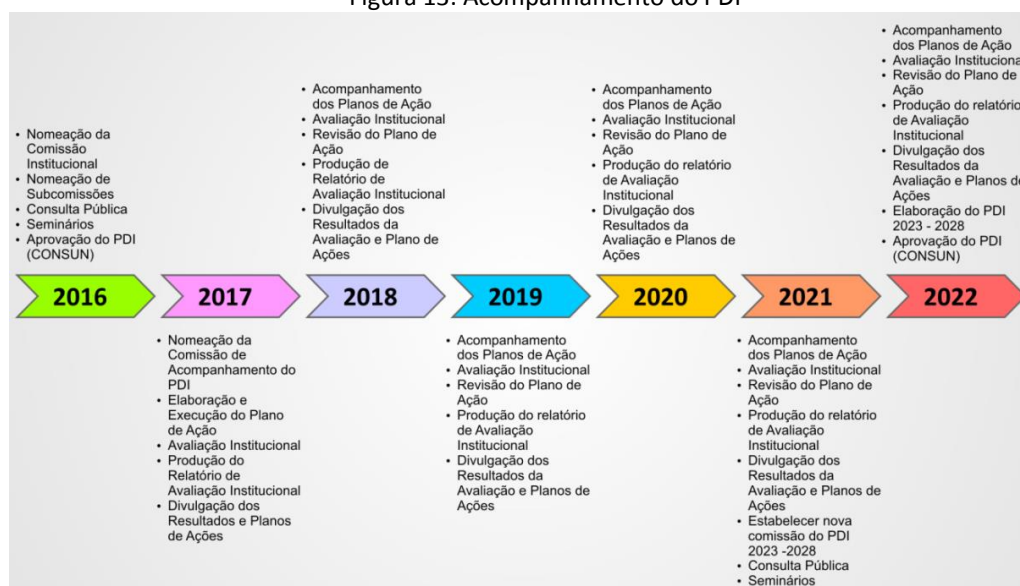 Figura 13: Acompanhamento do PDI
• Nomeação da
Comissão
Institucional
• Nomeação de
Subcomissões
• Consulta Pública
• Seminários
• Aprovação do PDI
(CONSUN)
• Acompanhamento
dos Planos de Ação
• Avaliação Institucional
• Revisão do Plano de
Ação
• Produção de
Relatório de
Avaliação Institucional
• Divulgação dos
Resultados da
Avaliação e Plano de
Ações
• Acompanhamento
dos Planos de Ação
• Avaliação Institucional
• Revisão do Plano de
Ação
• Produção do relatório
de Avaliação
Institucional
• Divulgação dos
Resultados da
Avaliação e Planos de
Ações
• Acompanhamento
dos Planos de Ação
• Avaliação Instituciona
• Revisão do Plano de
Ação
• Produção do relatório
de Avaliação
Institucional
• Divulgação dos
Resultados da
Avaliação e Planos de
Ações
• Elaboração do PDI
2023 - 2028
• Aprovação do PDI
(CONSUN)
2016 2017 2018 2019 2020 2021 2022
• Nomeação da
Comissão de
Acompanhamento do
PDI
• Elaboração e
Execução do Plano
de Ação
• Avaliação Institucional
• Produção do
Relatório de
Avaliação Institucional
• Divulgação dos
Resultados e Planos
de Ações
• Acompanhamento
dos Planos de Ação
• Avaliação Institucional
• Revisão do Plano de
Ação
• Produção do relatório
de Avaliação
Institucional
• Divulgação dos
Resultados da
Avaliação e Planos de
Ações
• Acompanhamento
dos Planos de Ação
• Avaliação Institucional
• Revisão do Plano de
Ação
• Produção do relatório
de Avaliação
Institucional
• Divulgação dos
Resultados da
Avaliação e Planos de
Ações
• Estabelecer nova
comissão do PDI
2023 -2028
• Consulta Pública
• Seminários